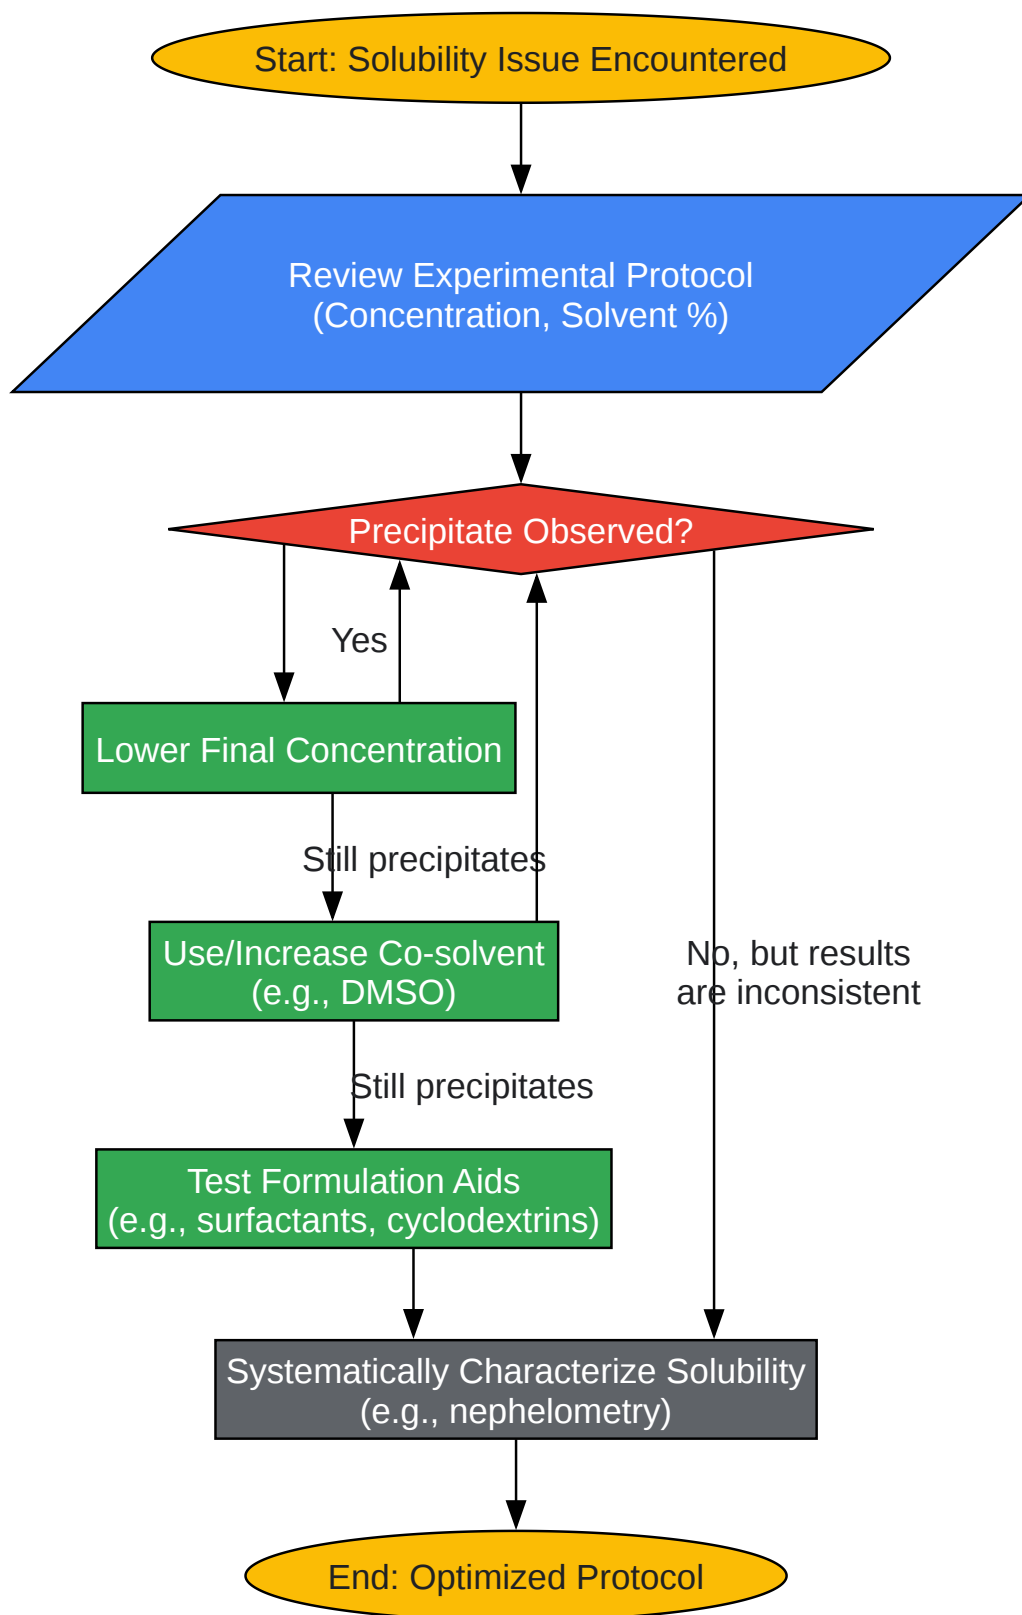 Start: Solubility Issue Encountered
Review Experimental Protocol
(Concentration, Solvent %)
Precipitate Observed?
Yes
Lower Final Concentration
Still precipitates
Use/Increase Co-solvent
(e.g., DMSO)
No, but results
are inconsistent
Still precipitates
Test Formulation Aids
(e.g., surfactants, cyclodextrins)
Systematically Characterize Solubility
(e.g., nephelometry)
End: Optimized Protocol